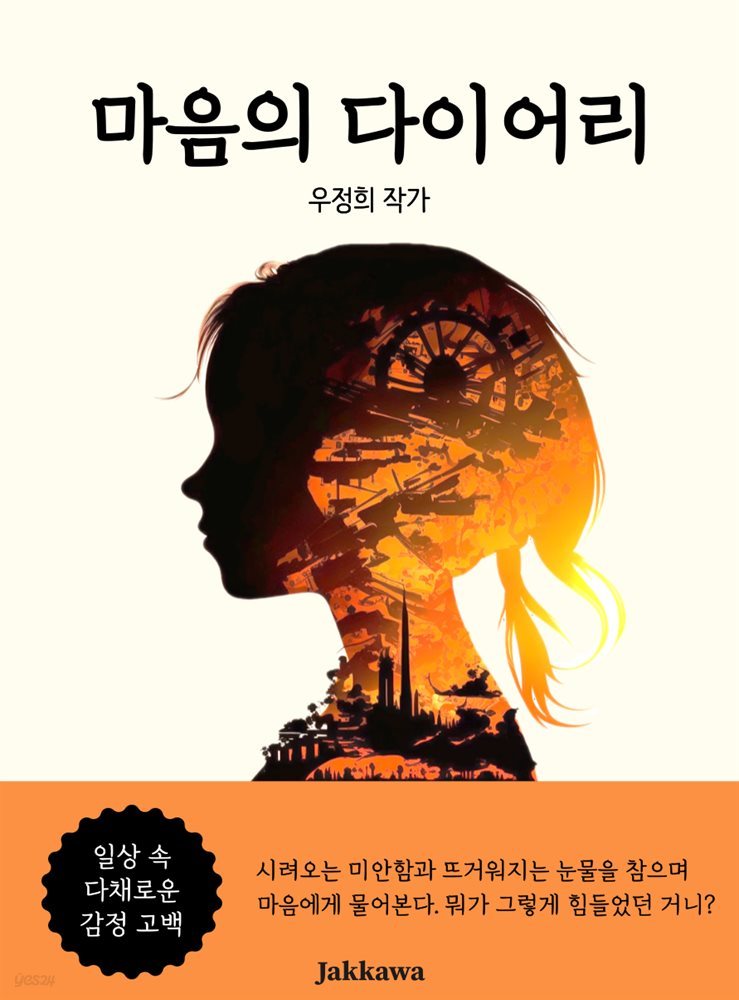 마음의 다이어리
우정희 작가
일상 속
다채로운
감정 고백
시려오는 미안함과 뜨거워지는 눈물을 참으며
마음에게 물어본다. 뭐가 그렇게 힘들었던 거니?
Jakkawa
yes24